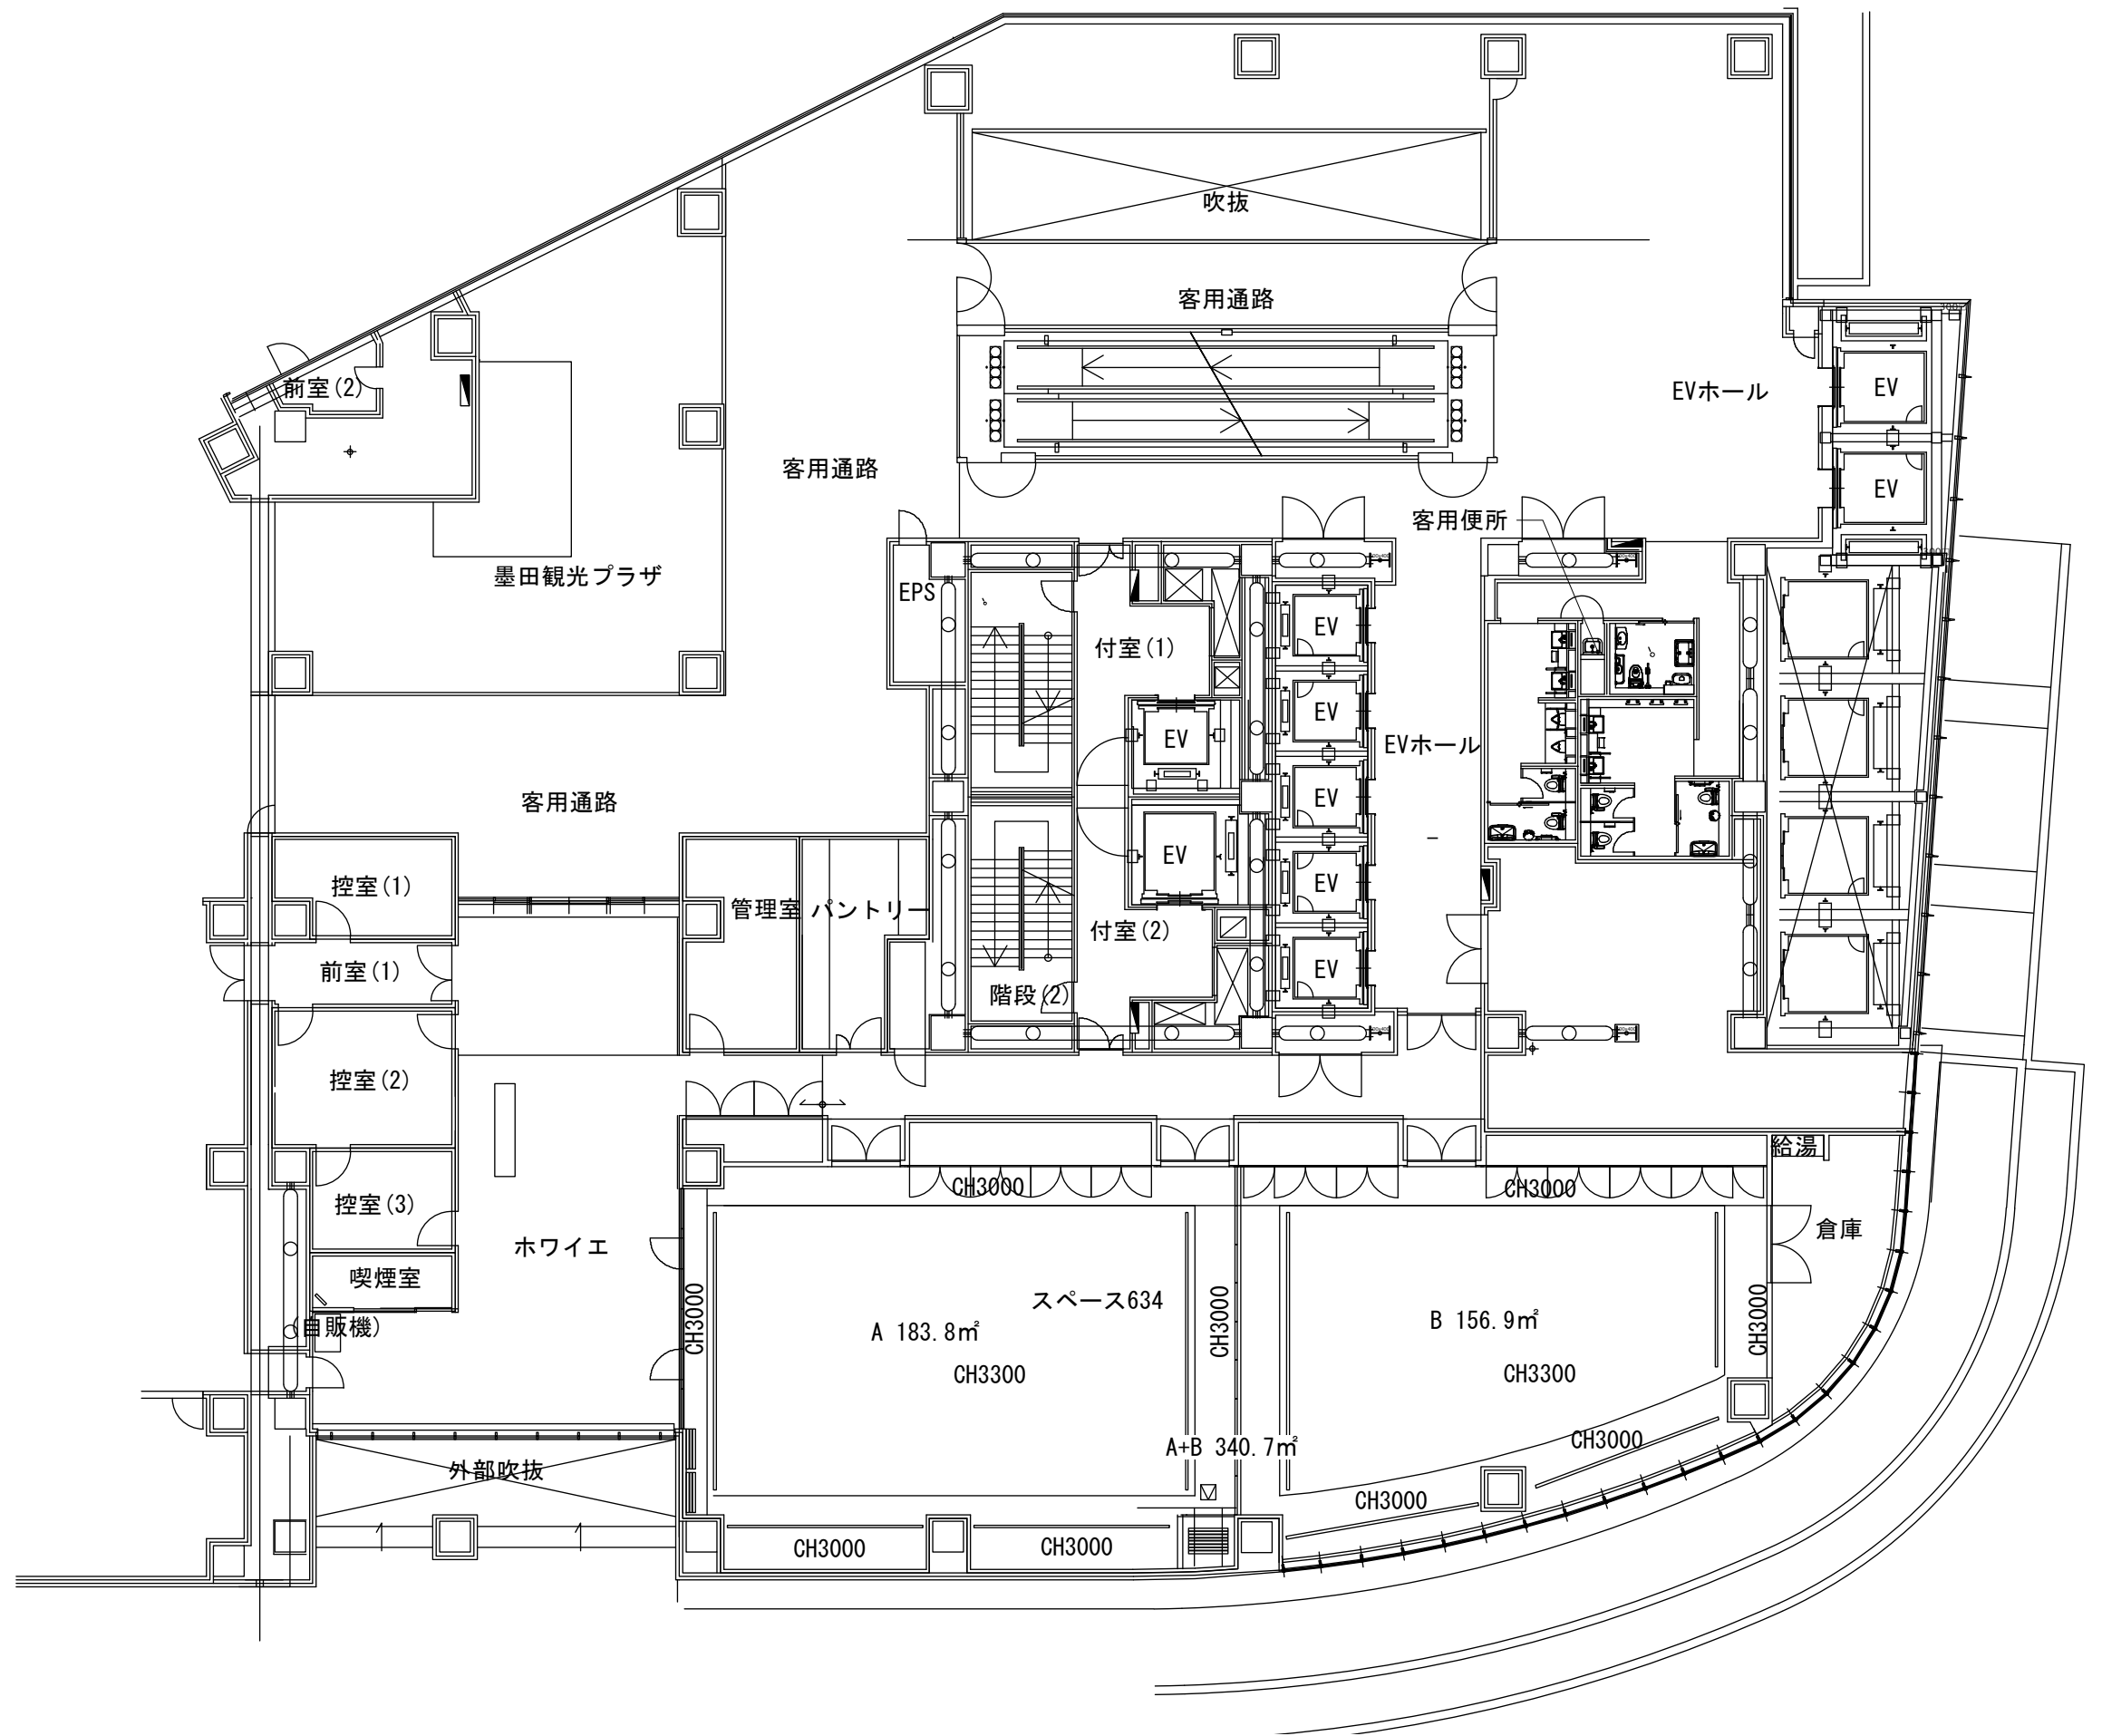 吹抜
客用通路
前室(2)
EVホール
EV
客用通路
EV
客用便所
墨田観光プラザ
EPS
EV
付室(1)
EV
EV
EVホール
客用通路
EV
EV
控室(1)
EV
管理室
パントリー
付室(2)
前室(1)
EV
階段(2)
控室(2)
給湯
CH3000
CH3000
控室(3)
倉庫
ホワイエ
喫煙室
スペース634
CH3000
CH3000
CH3000
(自販機)
A 183.8㎡
B 156.9㎡
CH3300
CH3300
A+B 340.7㎡
CH3000
外部吹抜
CH3000
CH3000
CH3000